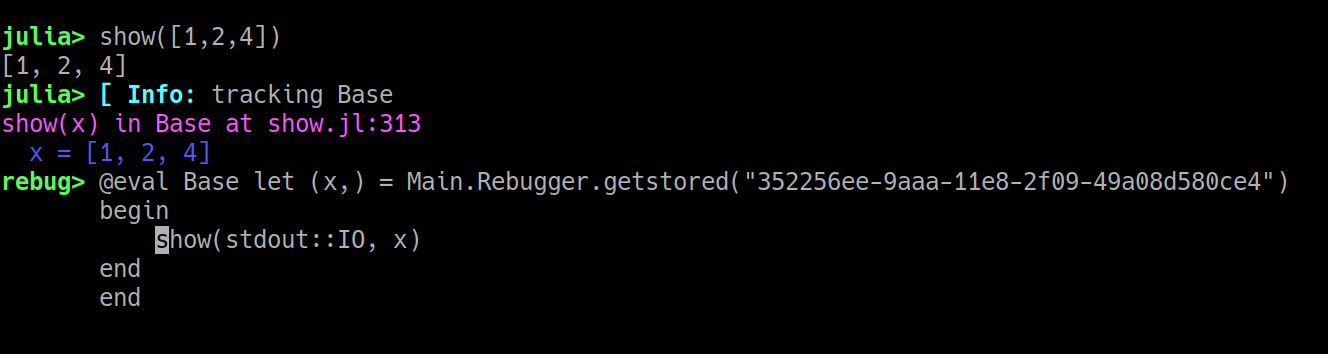 julia> show([1,2,4])
[1, 2, 4]
julia> [ Info: tracking Base
show(x) in Base at show.jl:313
  x = [1, 2, 4]
rebug> @eval Base let (x,) = Main.Rebugger.getstored("352256ee-9aaa-11e8-2f09-49a08d580ce4")
       begin
           show(stdout::IO, x)
       end
       end